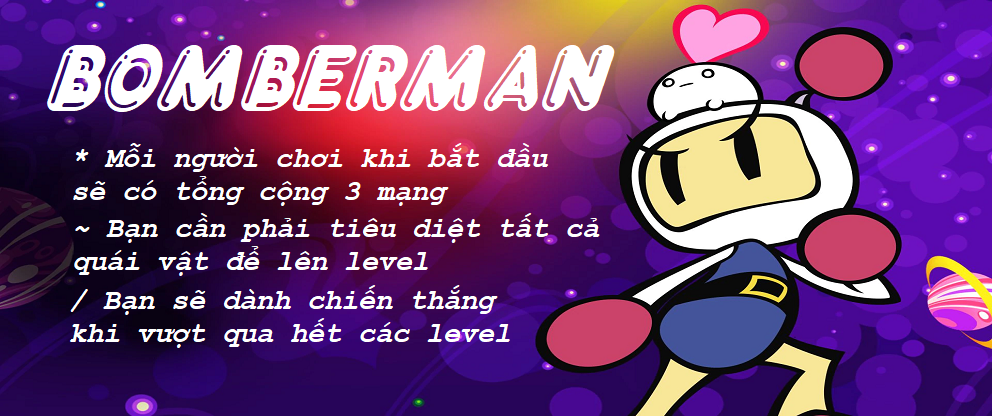 BOMBERMAN
* Mỗi người chơi khi bắt đầu
sẽ có tổng cộng 3 mạng
~ Bạn cần phải tiêu diệt tất cả
quái vật để lên level
/ Bạn sẽ dành chiến thắng
khi vượt qua hết các level